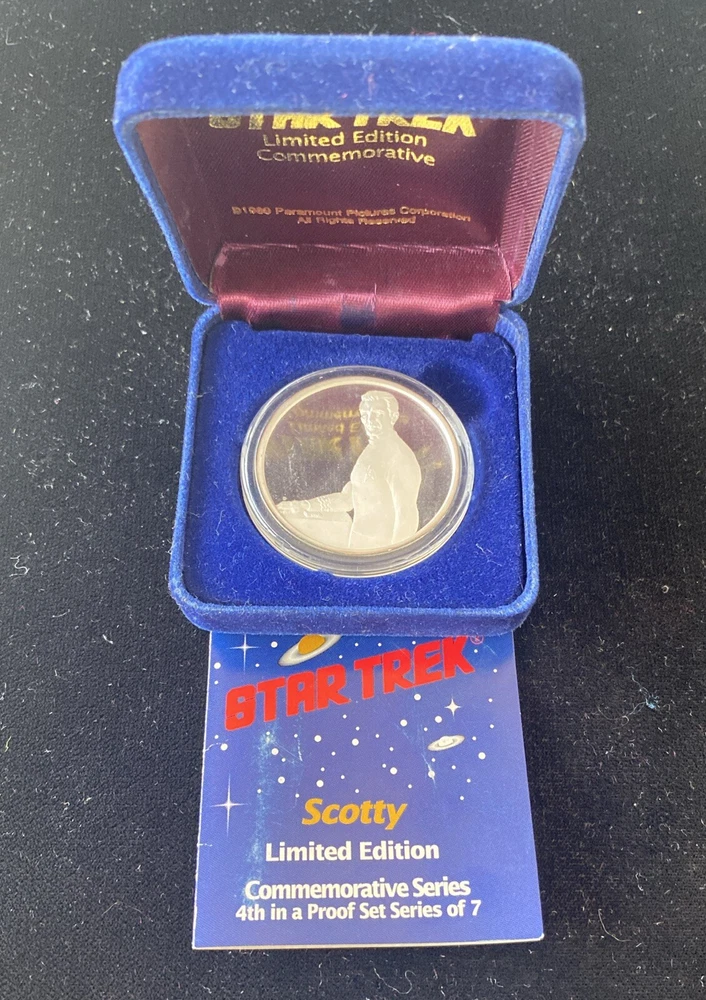 STAR TREK
Limited Edition
Commemorative
©1989 Paramount Pictures Corporation
All Rights Reserved
STAR TREK®
Scotty
Limited Edition
Commemorative Series
4th in a Proof Set Series of 7